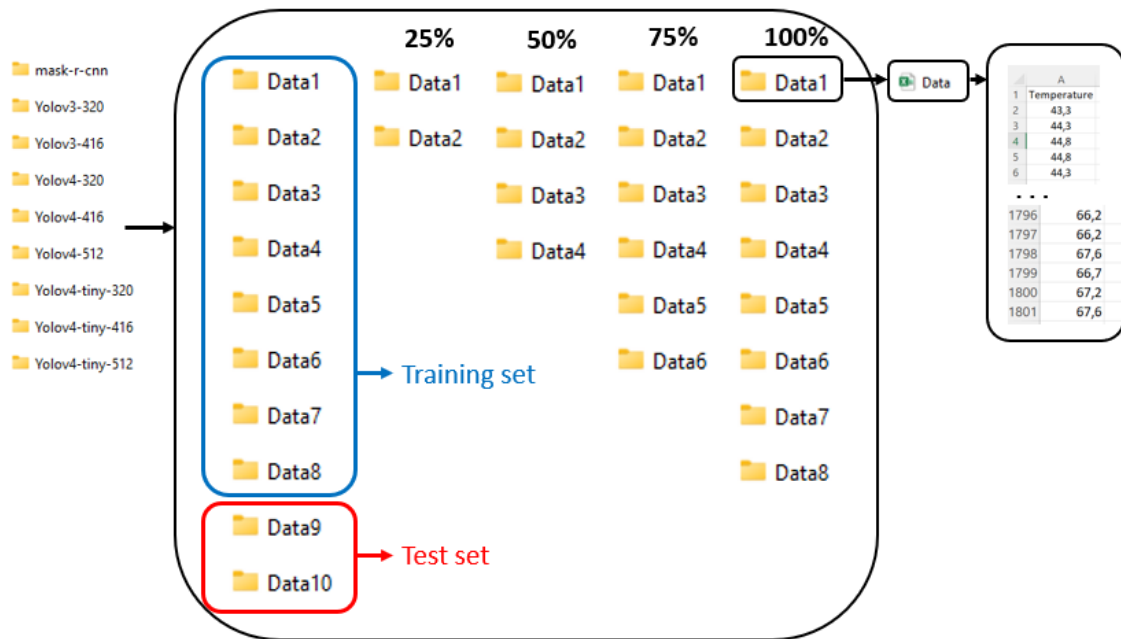 mask-r-cnn
Yolov3-320
Yolov3-416
Yolov4-320
Yolov4-416
Yolov4-512
Yolov4-tiny-320
Yolov4-tiny-416
Yolov4-tiny-512
25% 50% 75% 100%
Data1 Data1 Data1 Data1 Data1
Data2 Data2 Data2 Data2 Data2
Data3 Data3 Data3 Data3
Data4 Data4 Data4 Data4
Data5 Data5 Data5
Data6 Data6 Data6
Training set
Data7 Data7
Data8 Data8
Data9
Test set
Data10
Data
A
1 Temperature
2 43,3
3 44,3
4 44,8
5 44,8
6 44,3
...
1796 66,2
1797 66,2
1798 67,6
1799 66,7
1800 67,2
1801 67,6